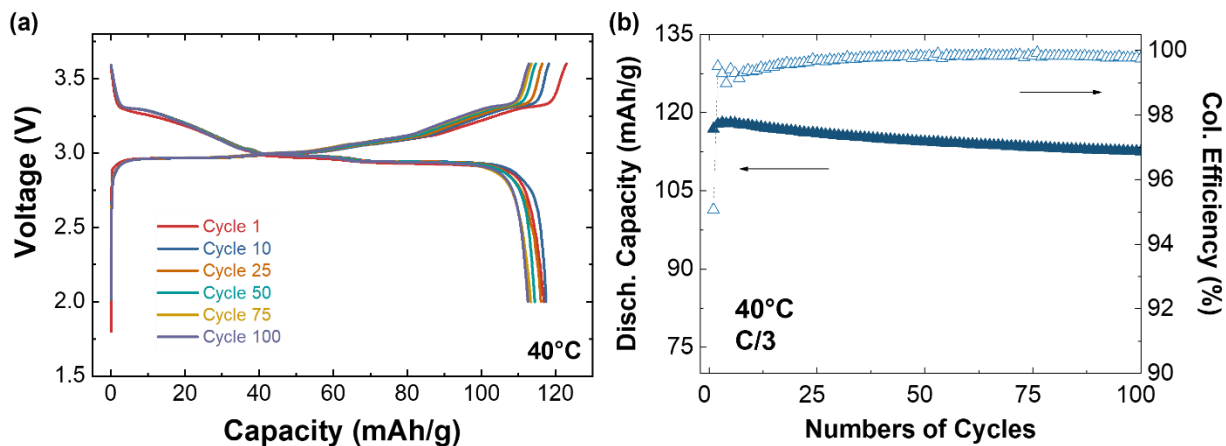 (a)
Voltage (V)
3.5
3.0
2.5
2.0
1.5
Cycle 1
Cycle 10
Cycle 25
Cycle 50
Cycle 75
Cycle 100
40°C
0 20 40 60 80 100 120
Capacity (mAh/g)
(b)
Disch. Capacity (mAh/g)
135
120
105
90
75
40°C
C/3
0 25 50 75 100
Numbers of Cycles
100
98
96
94
92
90
Col. Efficiency (%)